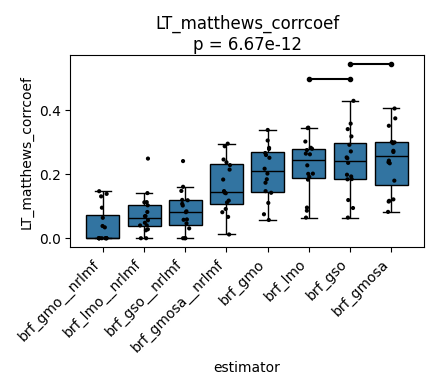 LT_matthews_corrcoef
p = 6.67e-12
LT_matthews_corrcoef
0.4
0.2
0.0
brf_gmo__nrlmf
brf_lmo__nrlmf
brf_gso__nrlmf
brf_gmosa__nrlmf
brf_gmo
brf_lmo
brf_gso
brf_gmosa
estimator